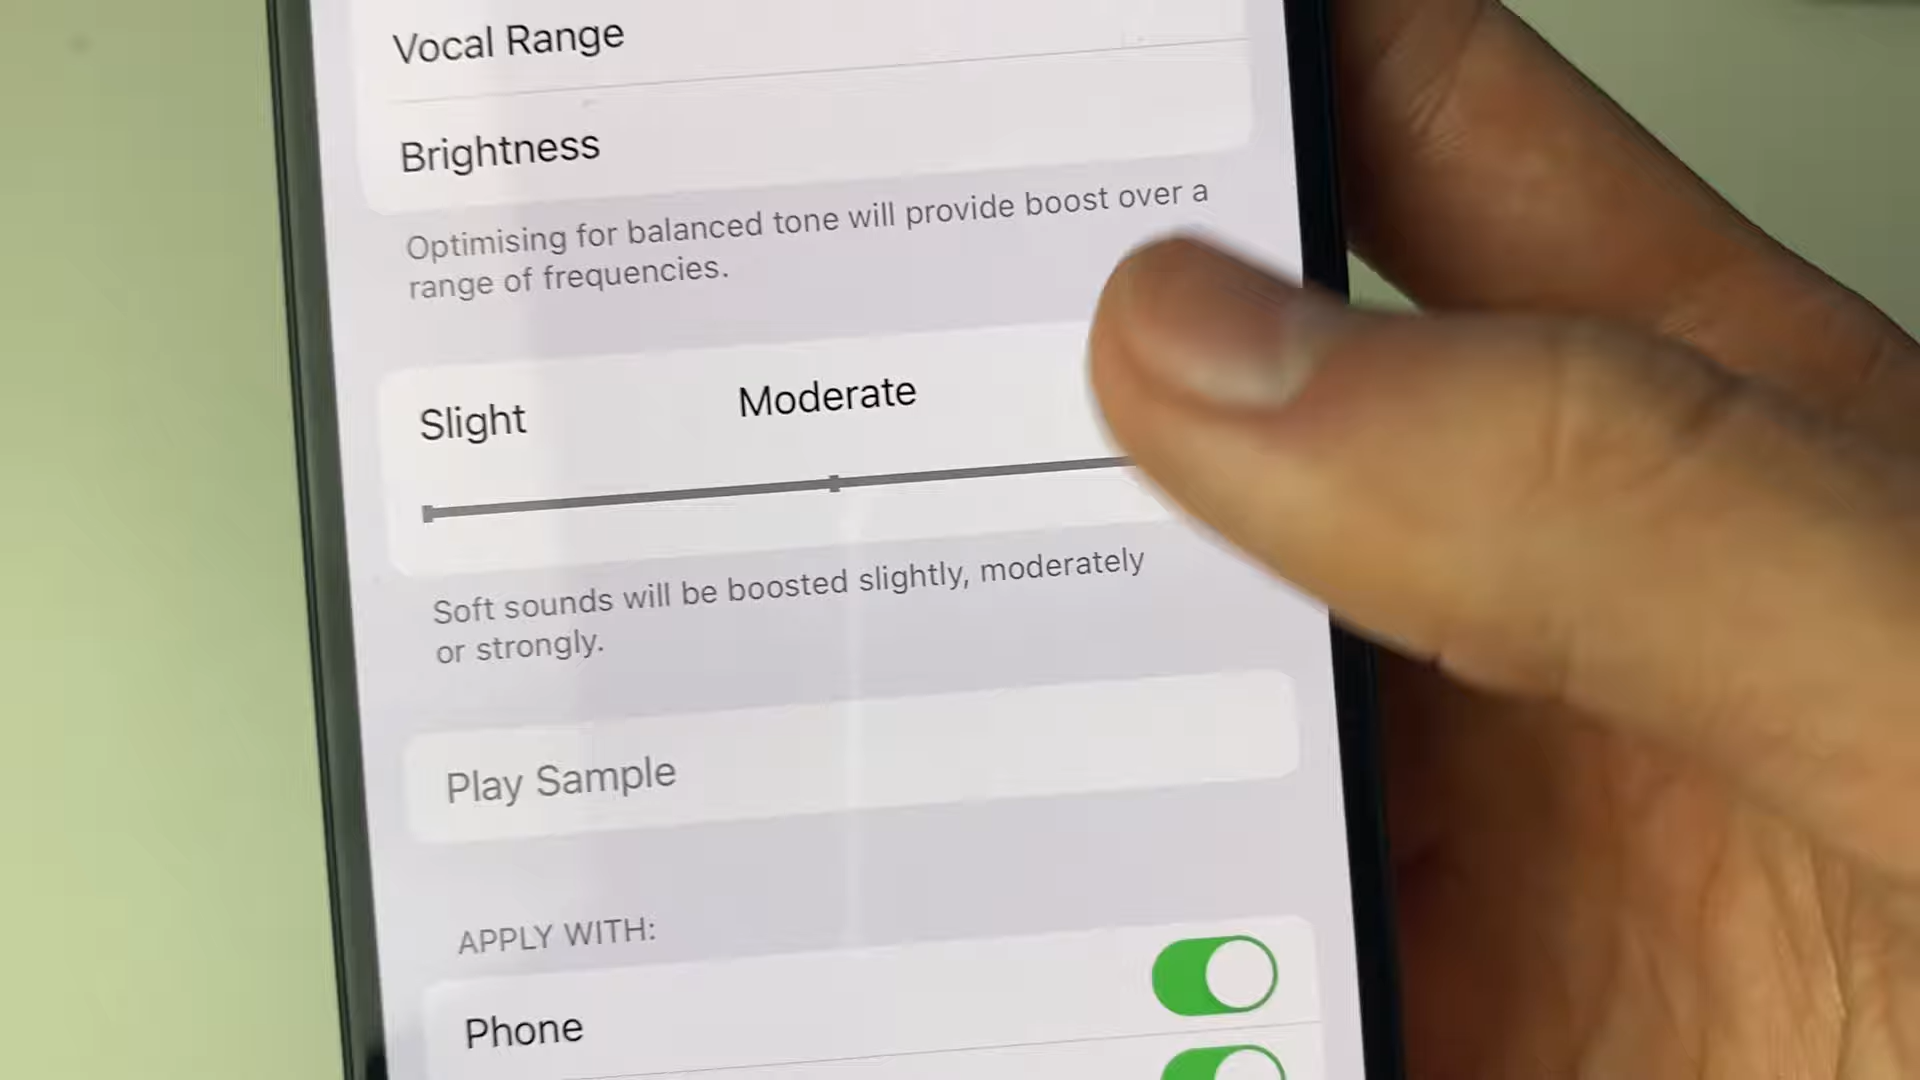 Vocal Range
Brightness
Optimising for balanced tone will provide boost over a
range of frequencies.
Slight
Moderate
Soft sounds will be boosted slightly, moderately
or strongly.
Play Sample
APPLY WITH:
Phone